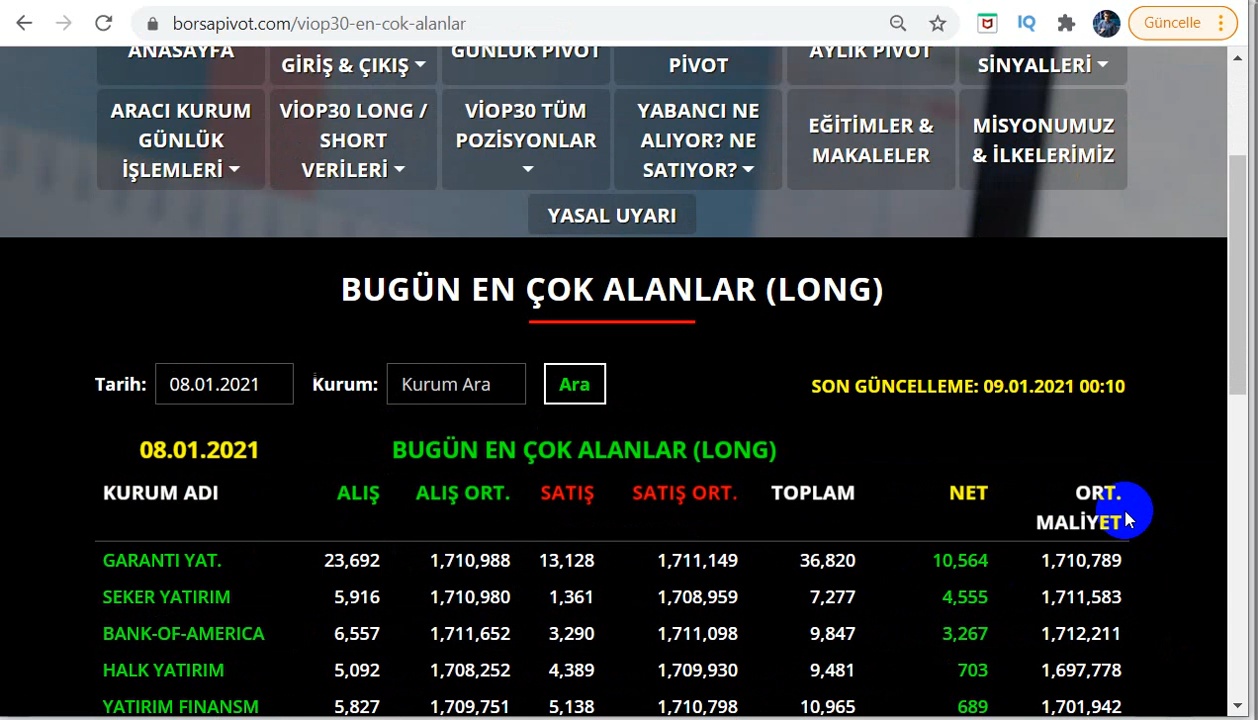 borsapivot.com/viop30-en-cok-alanlar
Güncelle
ANASAYFA
GİRİŞ & ÇIKIŞ
GÜNLÜK PİVOT
PİVOT
AYLIK PİVOT
SİNYALLERİ
ARACI KURUM
GÜNLÜK
İŞLEMLERİ
VİOP30 LONG /
SHORT
VERİLERİ
VİOP30 TÜM
POZİSYONLAR
YABANCI NE
ALIYOR? NE
SATIYOR?
EĞİTİMLER &
MAKALELER
MİSYONUMUZ
& İLKELERİMİZ
YASAL UYARI
BUGÜN EN ÇOK ALANLAR (LONG)
Tarih: 08.01.2021 Kurum: Kurum Ara Ara SON GÜNCELLEME: 09.01.2021 00:10
08.01.2021 BUGÜN EN ÇOK ALANLAR (LONG)
KURUM ADI ALIŞ ALIŞ ORT. SATIŞ SATIŞ ORT. TOPLAM NET ORT.
MALİYET
GARANTI YAT. 23,692 1,710,988 13,128 1,711,149 36,820 10,564 1,710,789
SEKER YATIRIM 5,916 1,710,980 1,361 1,708,959 7,277 4,555 1,711,583
BANK-OF-AMERICA 6,557 1,711,652 3,290 1,711,098 9,847 3,267 1,712,211
HALK YATIRIM 5,092 1,708,252 4,389 1,709,930 9,481 703 1,697,778
YATIRIM FINANSM 5,827 1,709,751 5,138 1,710,798 10,965 689 1,701,942